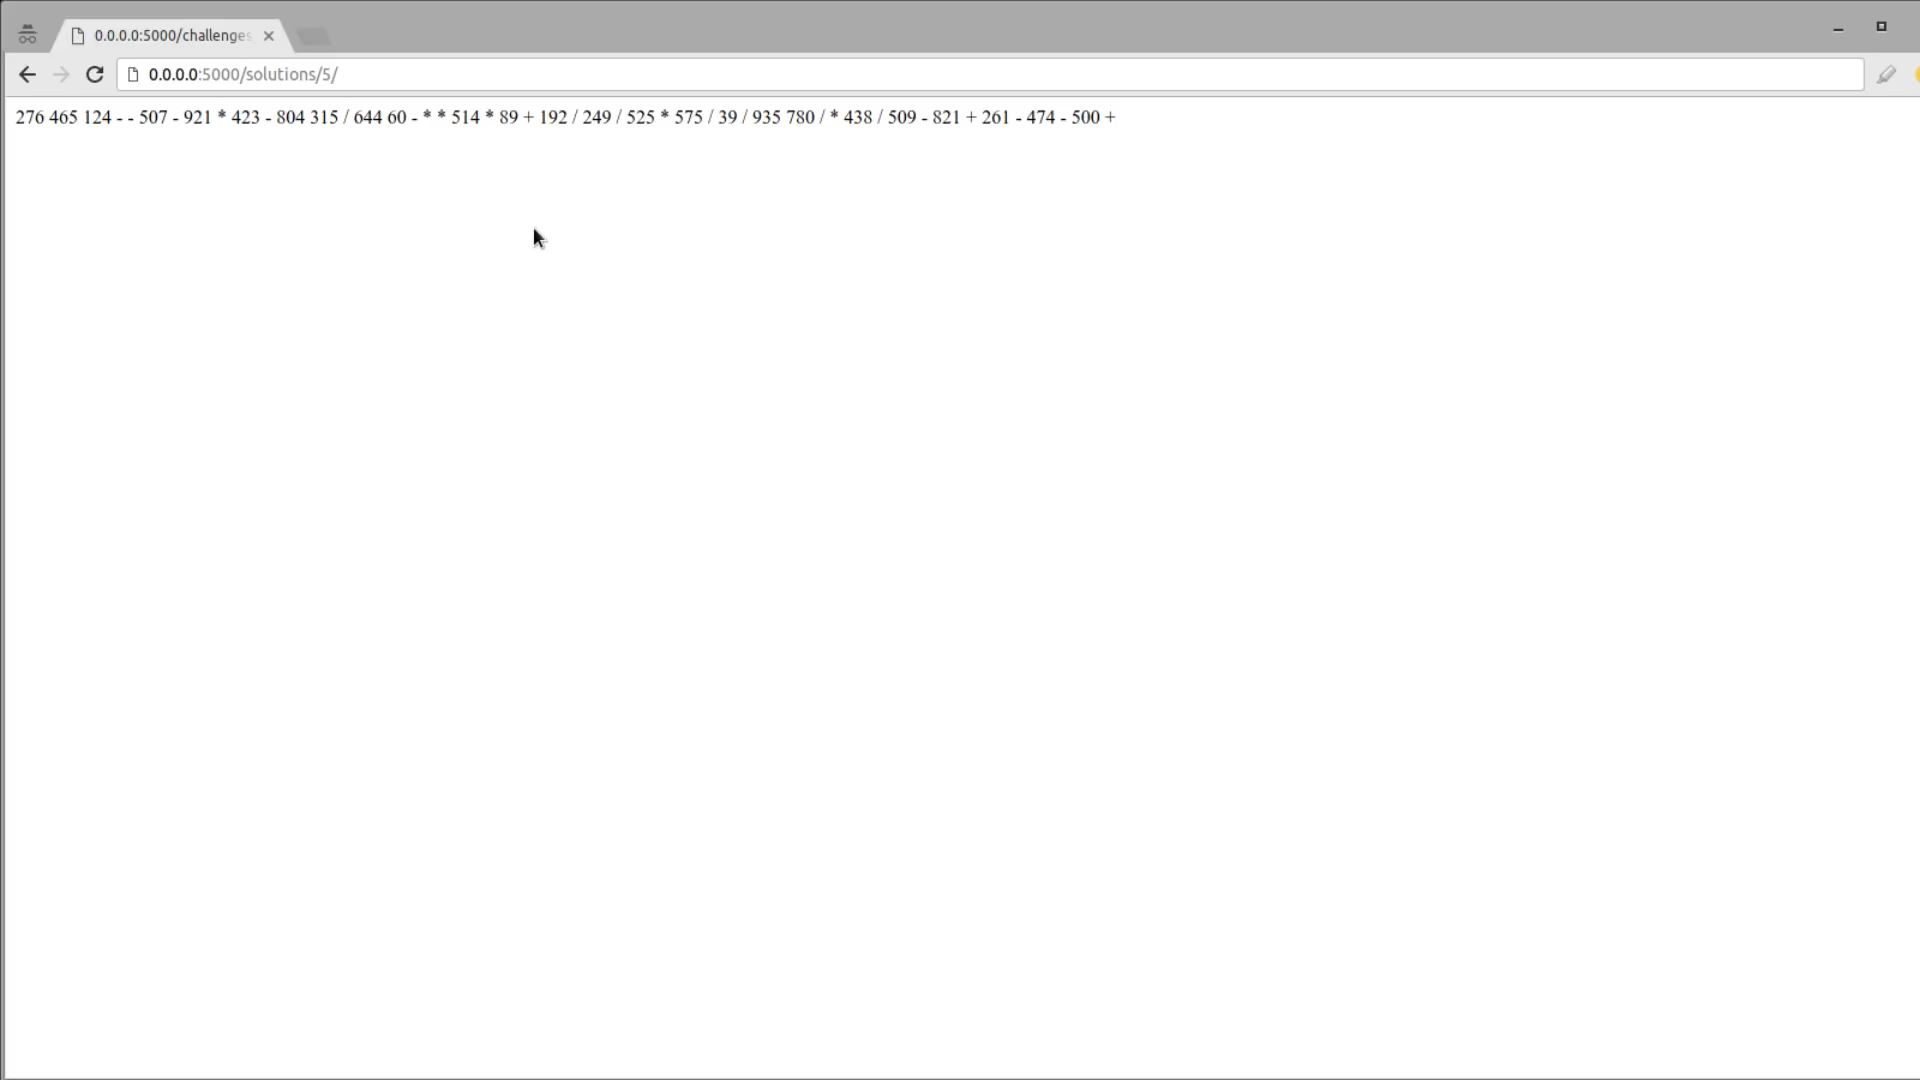 0.0.0.0:5000/challenges
0.0.0.0:5000/solutions/5/
276 465 124 - - 507 - 921 * 423 - 804 315 / 644 60 - * * 514 * 89 + 192 / 249 / 525 * 575 / 39 / 935 780 / * 438 / 509 - 821 + 261 - 474 - 500 +